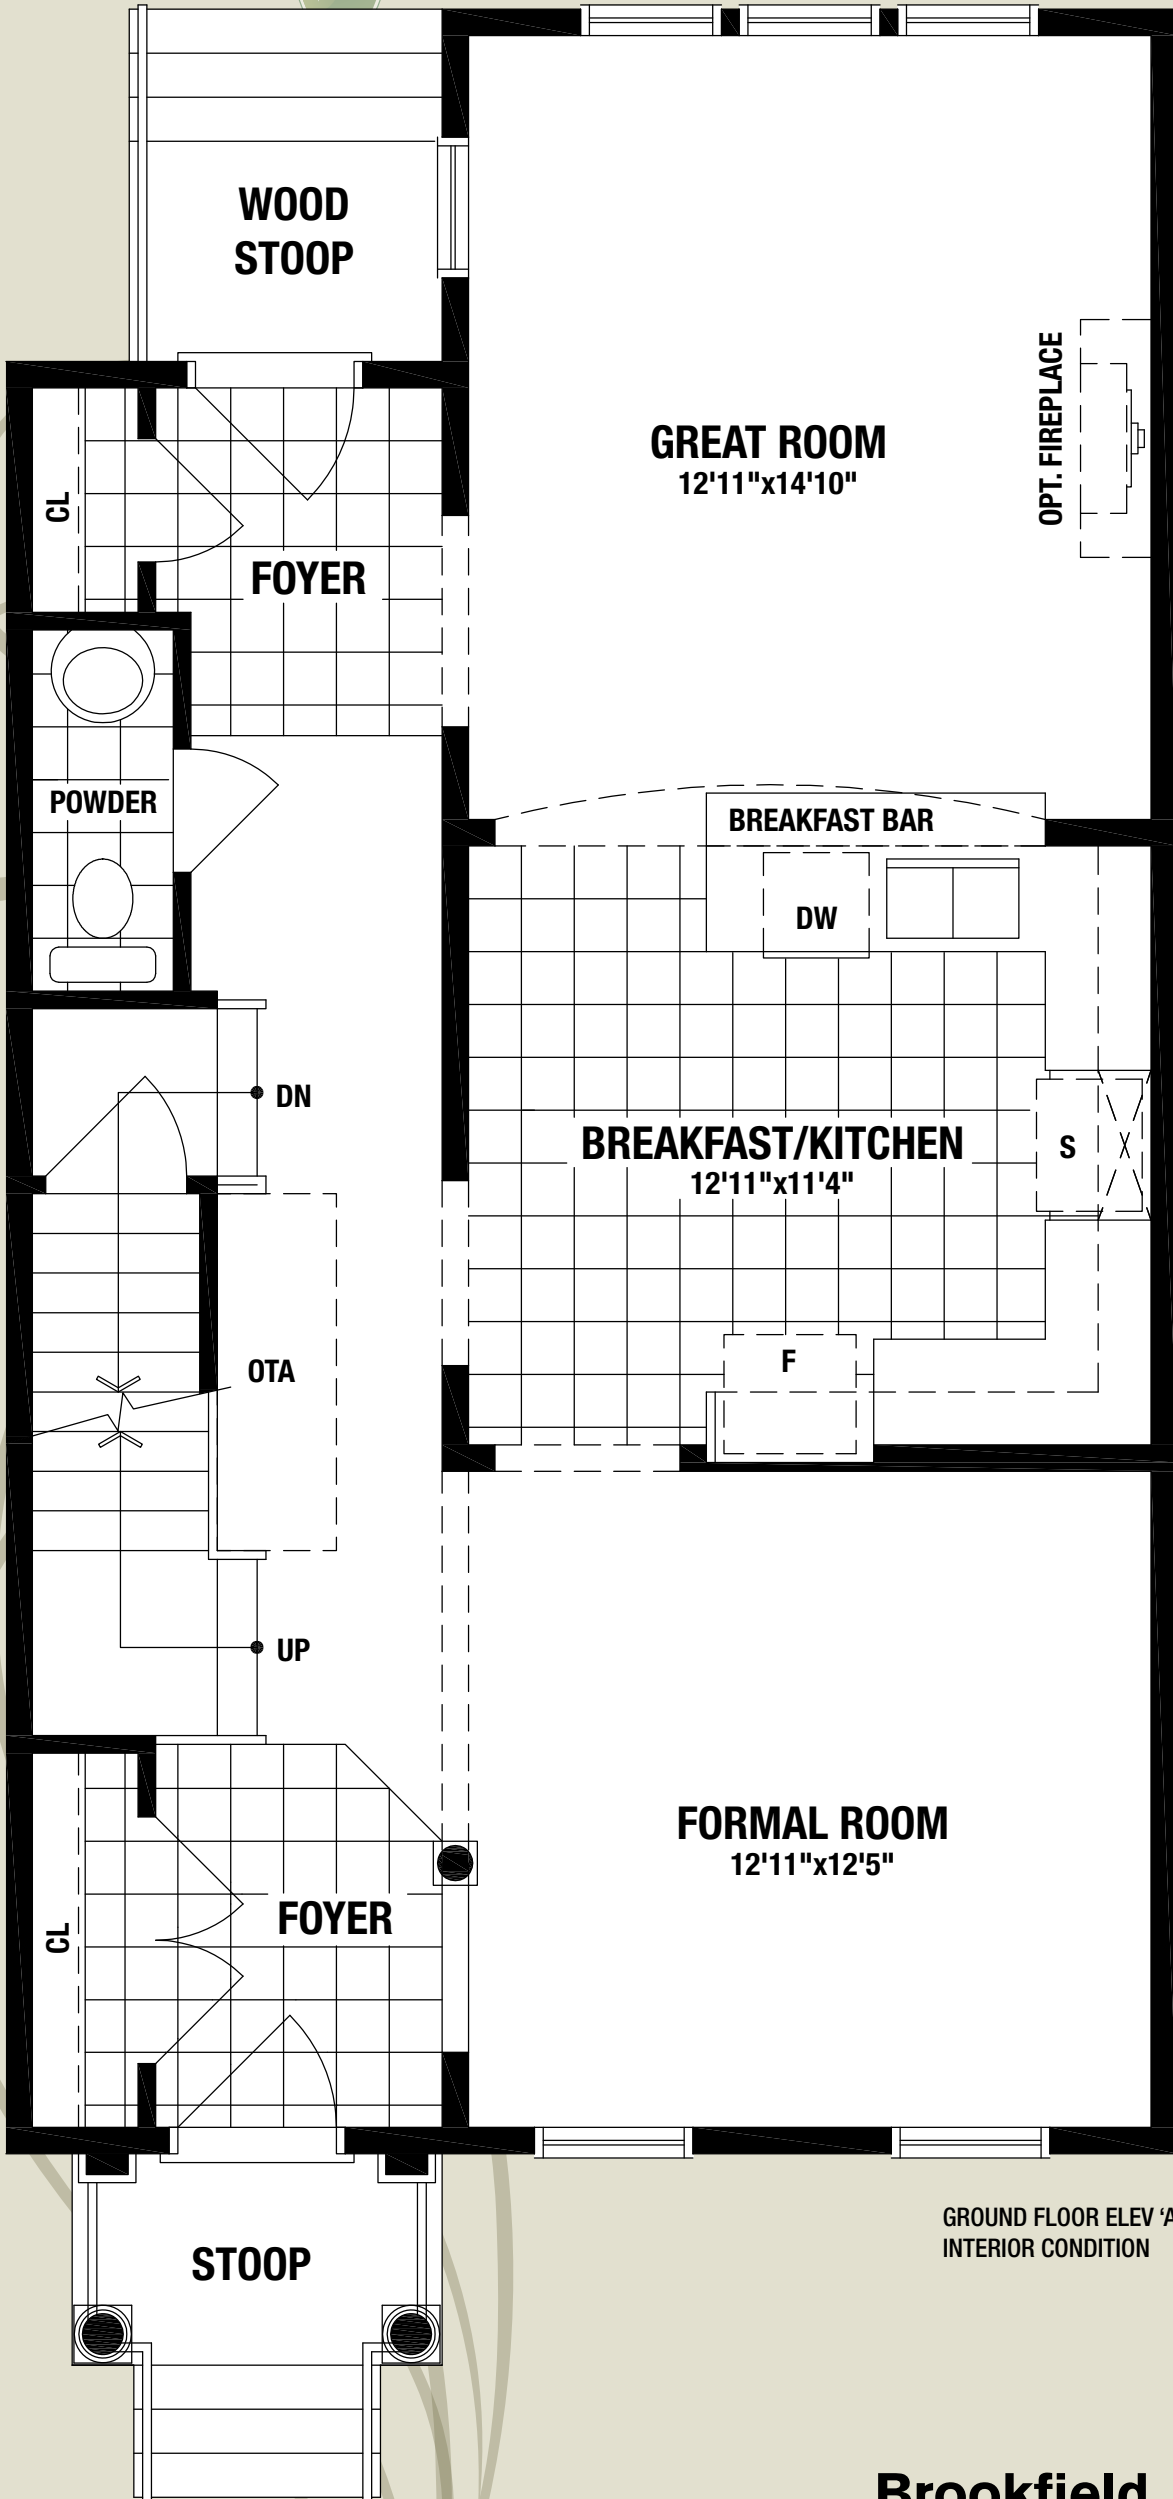 WOOD
STOOP
GREAT ROOM
12'11"x14'10"
OPT. FIREPLACE
CL
FOYER
POWDER
BREAKFAST BAR
DW
DN
BREAKFAST/KITCHEN
12'11"x11'4"
S
F
OTA
UP
FORMAL ROOM
12'11"x12'5"
FOYER
CL
GROUND FLOOR ELEV ‘A
INTERIOR CONDITION
STOOP
Brookfield